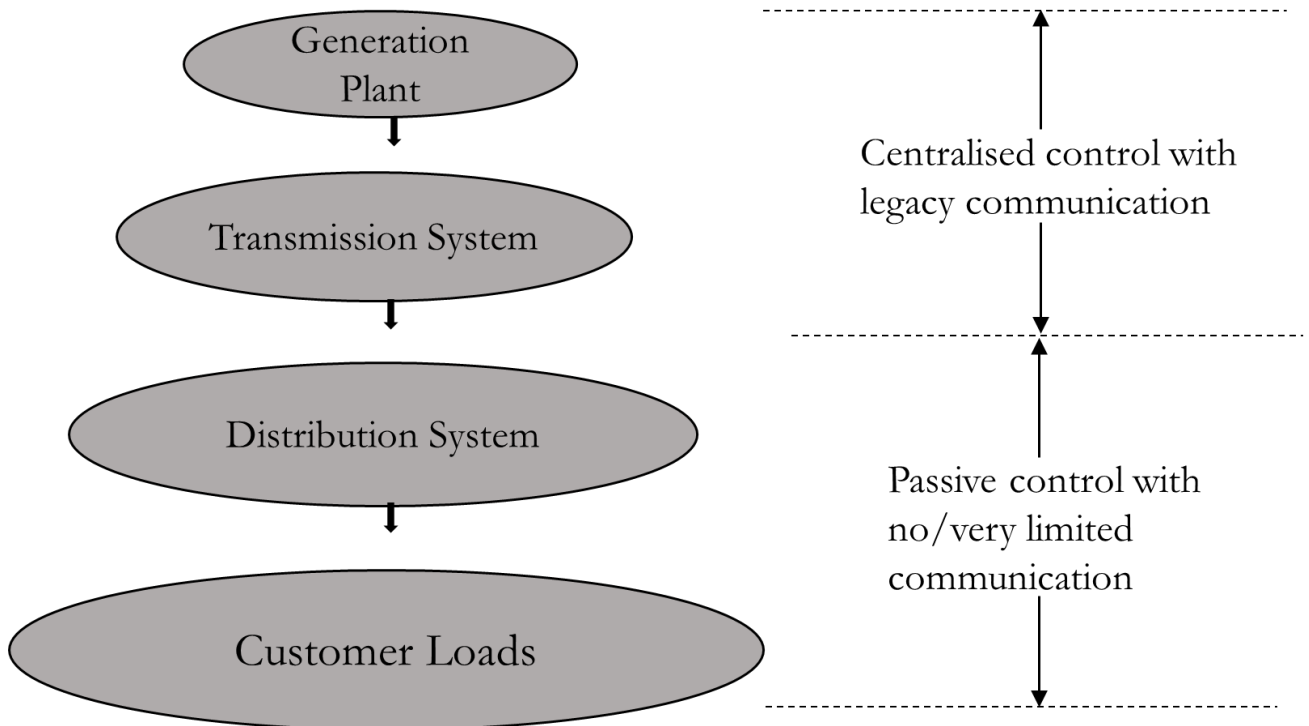 Generation
Plant
Centralised control with
legacy communication
Transmission System
Distribution System
Passive control with
no/very limited
communication
Customer Loads